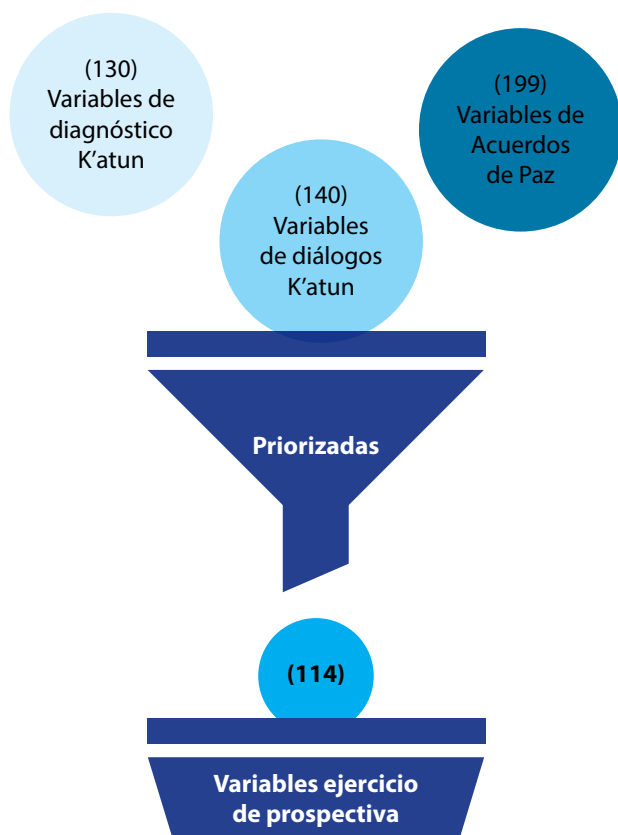 (130)
Variables de
diagnóstico
K'atun
(140)
Variables
de diálogos
K'atun
(199)
Variables de
Acuerdos
de Paz
Priorizadas
(114)
Variables ejercicio
de prospectiva